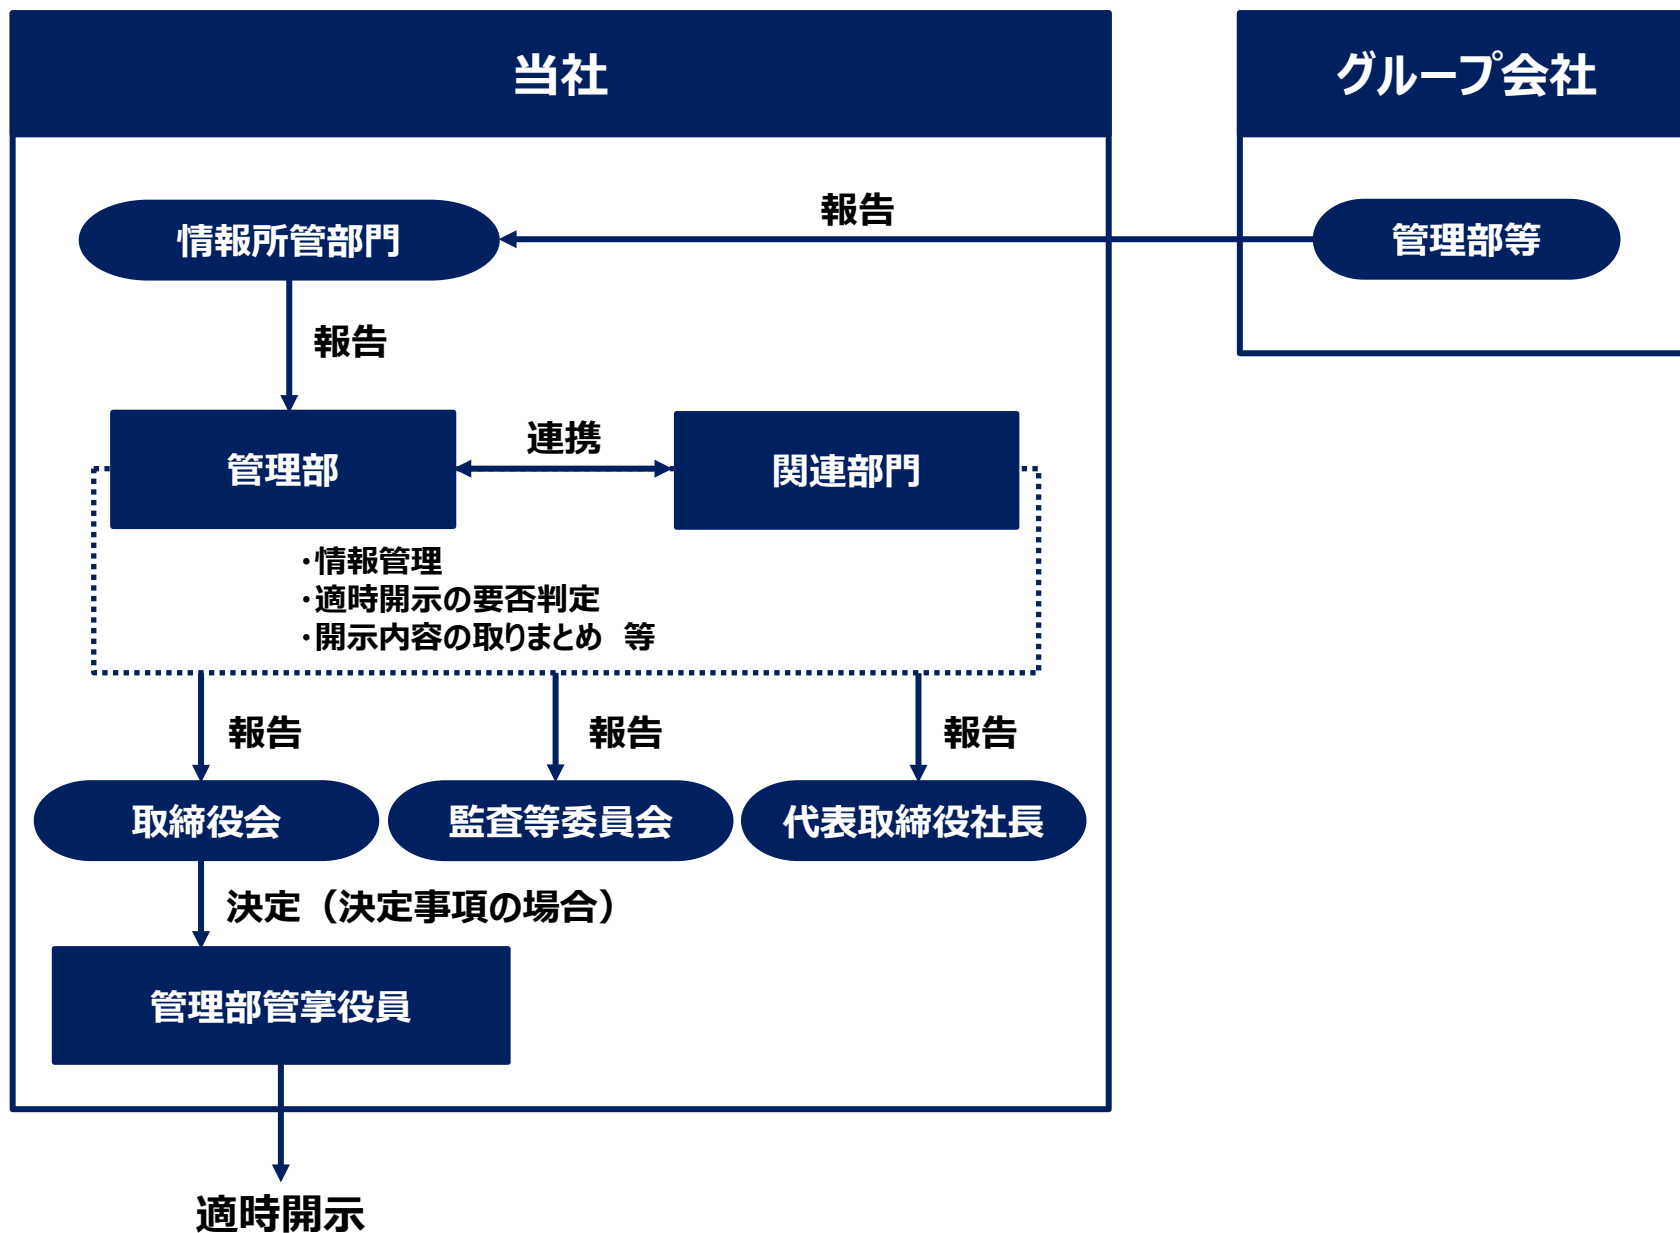 当社
グループ会社
報告
情報所管部門
管理部等
報告
連携
管理部
関連部門
・情報管理
・適時開示の要否判定
・開示内容の取りまとめ 等
報告
報告
報告
取締役会
監査等委員会
代表取締役社長
決定（決定事項の場合）
管理部管掌役員
適時開示